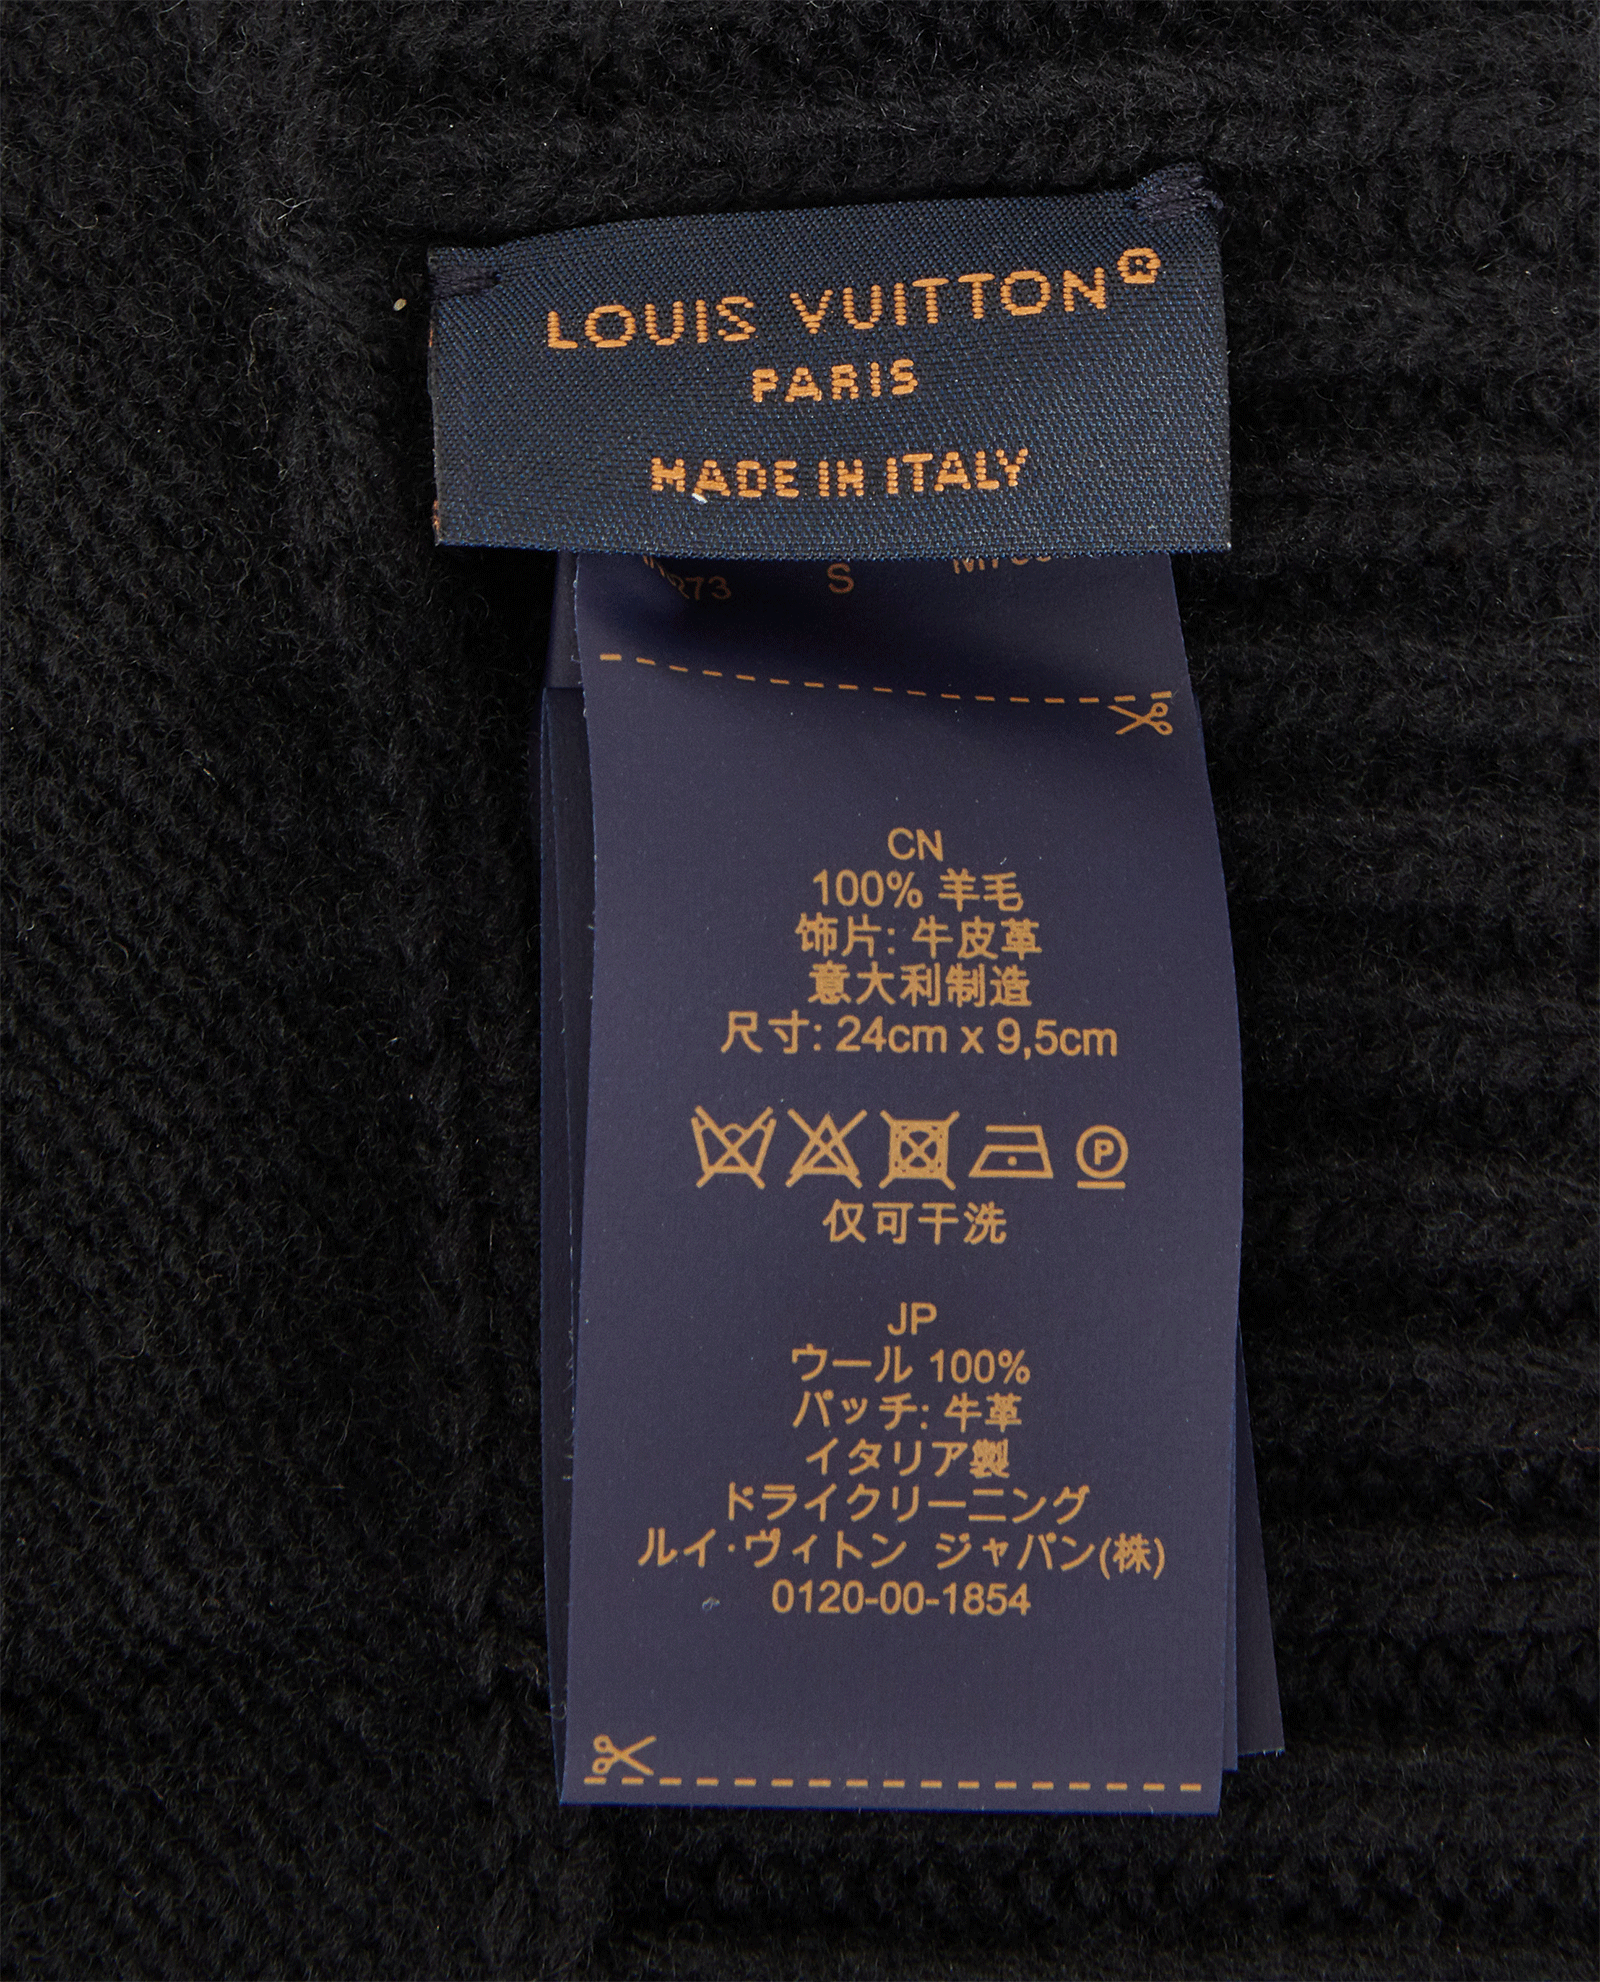 LOUIS VUITTON®
PARIS
MADE IN ITALY
S
CN
100% 羊毛
饰片: 牛皮革
意大利制造
尺寸: 24cm x 9,5cm
P
仅可干洗
JP
ウール 100%
パッチ: 牛革
イタリア製
ドライクリーニング
ルイ·ヴィトン ジャパン(株)
0120-00-1854